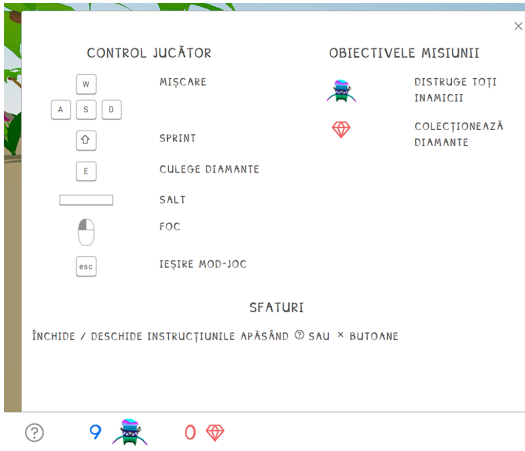 CONTROL JUCĂTOR
W
A S D
MIȘCARE
SPRINT
E
CULEGE DIAMANTE
SALT
FOC
esc
IEȘIRE MOD-JOC
OBIECTIVELE MISIUNII
DISTRUGE TOȚI
INAMICII
COLECȚIONEAZĂ
DIAMANTE
SFATURI
ÎNCHIDE / DESCHIDE INSTRUCȚIUNILE APĂSÂND ? SAU × BUTOANE
? 9 0